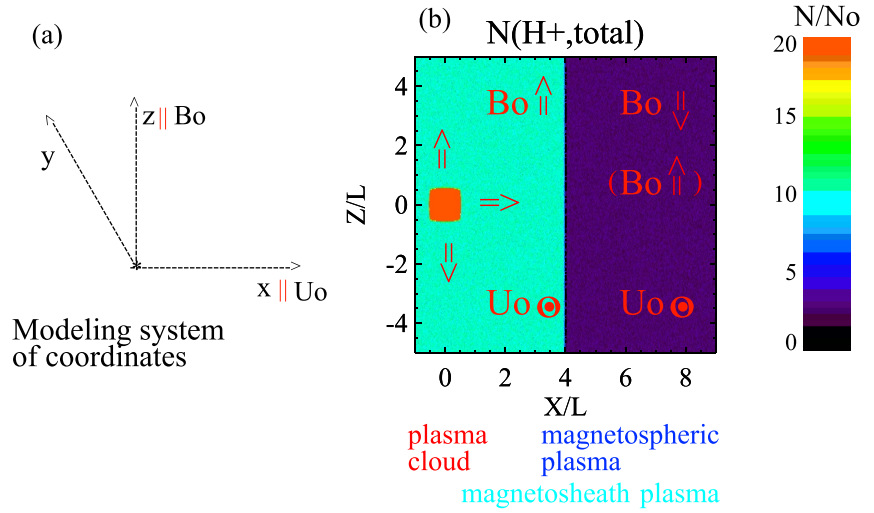 (a)
z || Bo
y
x || Uo
Modeling system
of coordinates
(b)
N(H+,total)
Z/L
4
2
0
-2
-4
Bo
Bo
(Bo )
Uo
Uo
0 2 4 6 8
X/L
plasma
cloud
magnetospheric
plasma
magnetosheath plasma
N/No
20
15
10
5
0